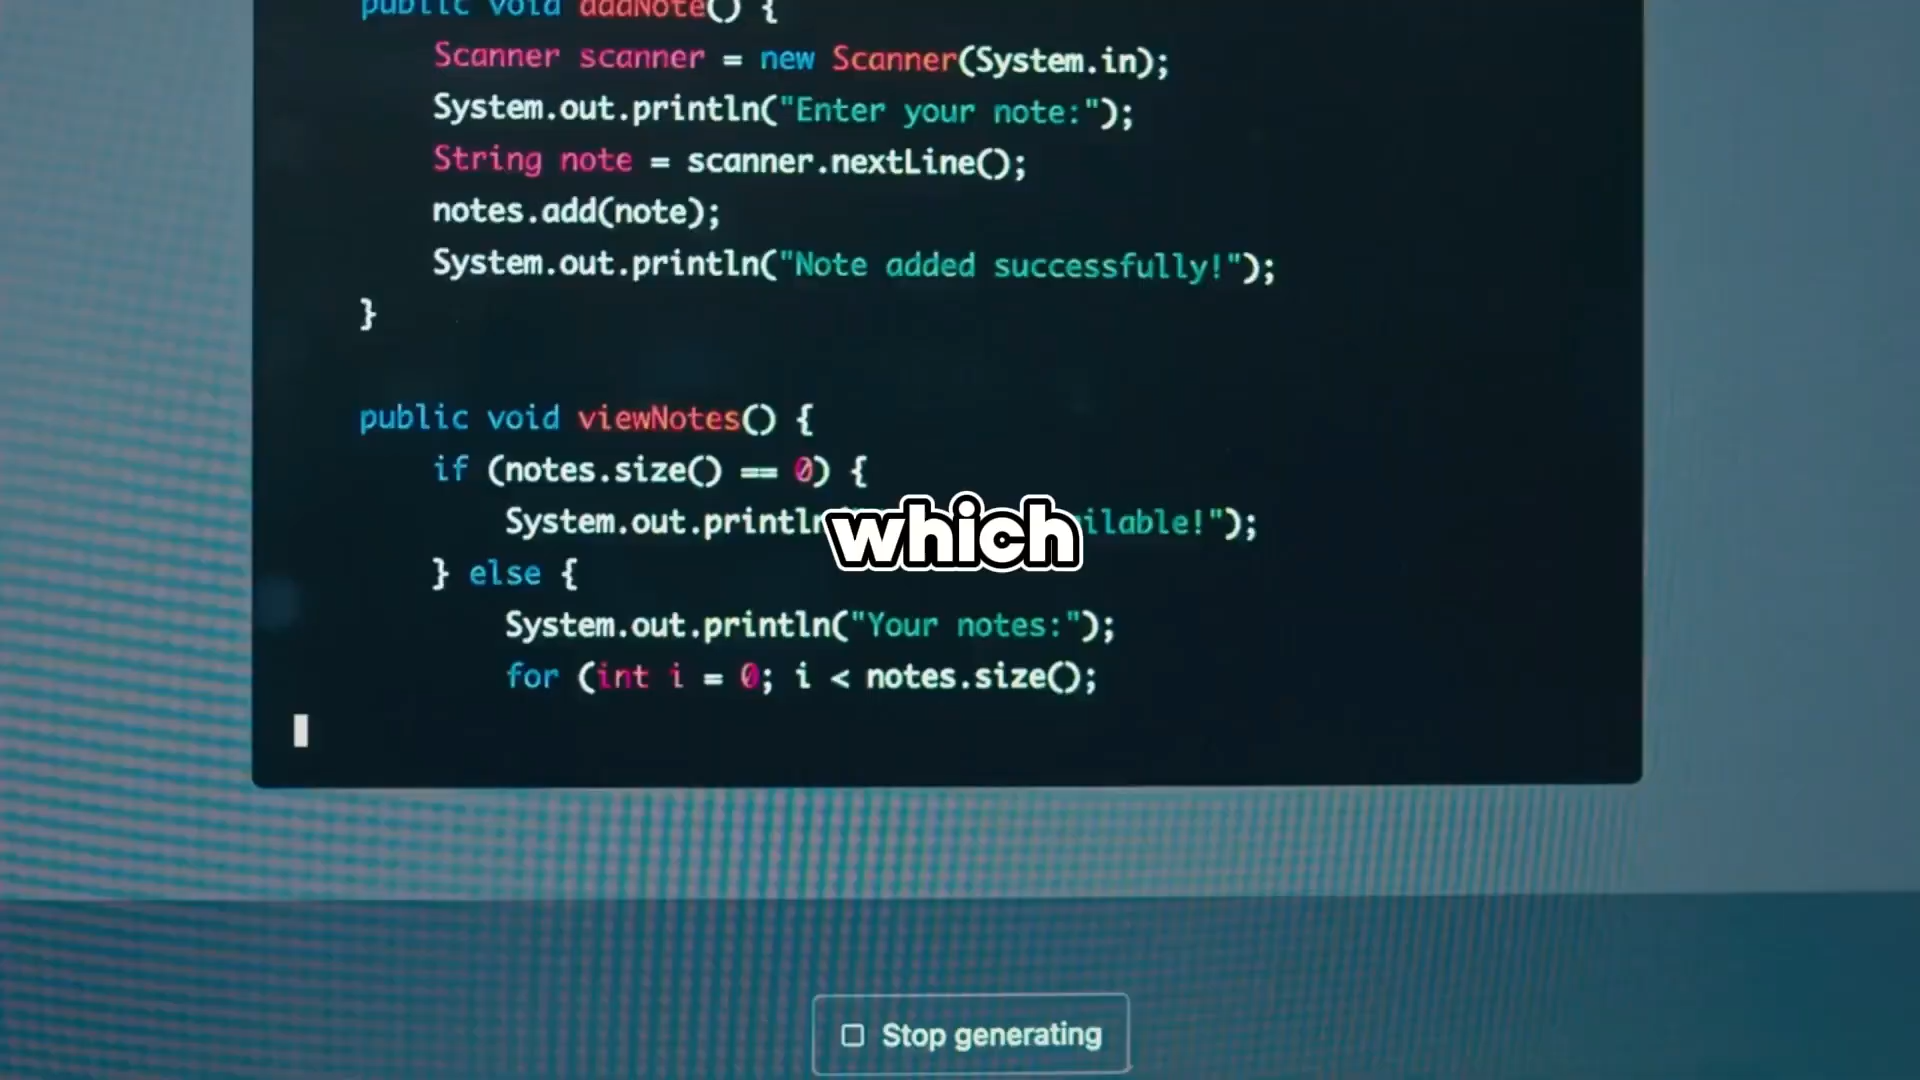 public void addNote() {
Scanner scanner = new Scanner(System.in);
System.out.println("Enter your note:");
String note = scanner.nextLine();
notes.add(note);
System.out.println("Note added successfully!");
}
public void viewNotes() {
if (notes.size() == 0) {
System.out.println ilable!");
which
} else {
System.out.println("Your notes:");
for (int i = 0; i < notes.size();
Stop generating